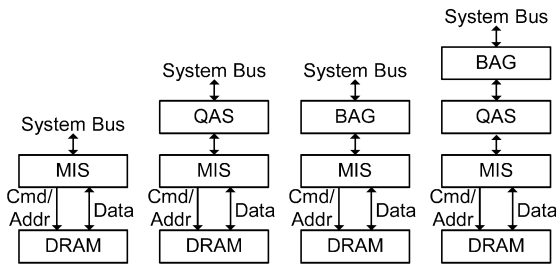 System Bus
MIS
Cmd/
Addr
Data
DRAM
System Bus
QAS
MIS
Cmd/
Addr
Data
DRAM
System Bus
BAG
MIS
Cmd/
Addr
Data
DRAM
System Bus
BAG
QAS
MIS
Cmd/
Addr
Data
DRAM